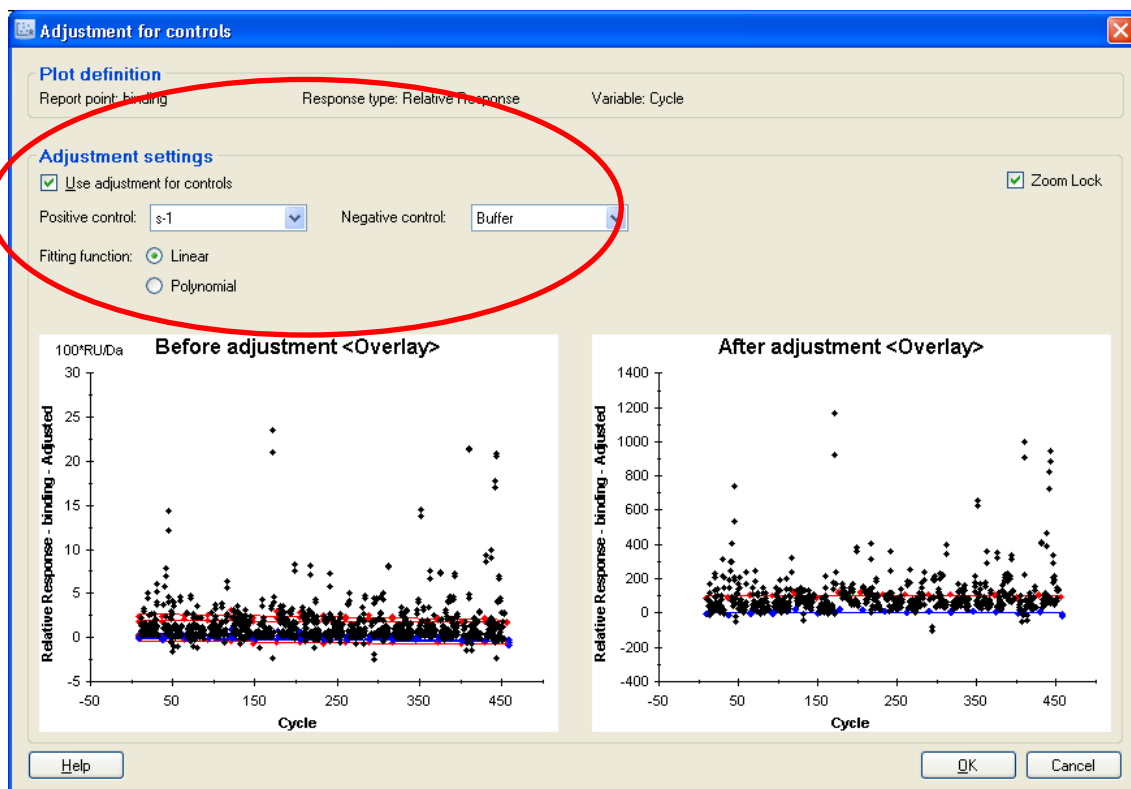 Adjustment for controls
Plot definition
Report point: binding Response type: Relative Response Variable: Cycle
Adjustment settings
Use adjustment for controls Zoom Lock
Positive control: s-1 Negative control: Buffer
Fitting function: Linear
Polynomial
100*RU/Da Before adjustment <Overlay>
30
25
20
15
10
5
0
-5
Relative Response - binding - Adjusted
-50 50 150 250 350 450
Cycle
After adjustment <Overlay>
1400
1200
1000
800
600
400
200
0
-200
-400
Relative Response - binding - Adjusted
-50 50 150 250 350 450
Cycle
Help OK Cancel